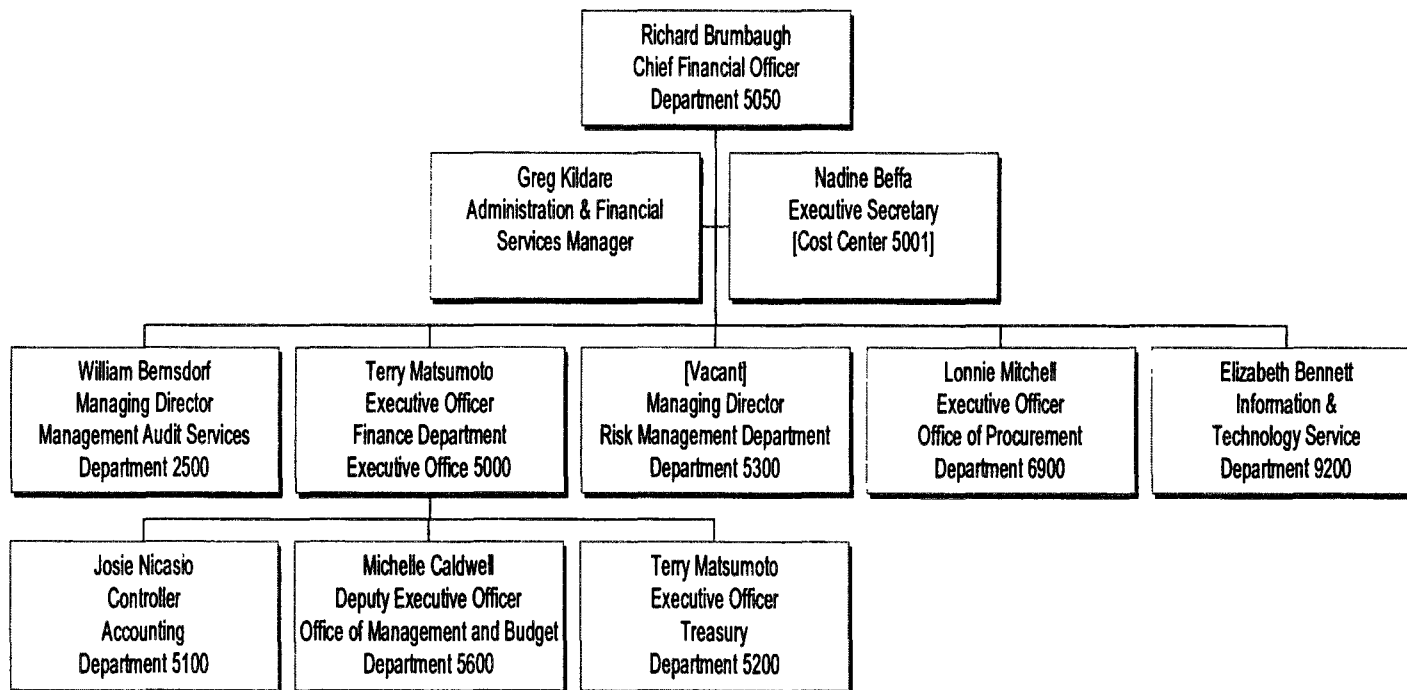 Richard Brumbaugh
Chief Financial Officer
Department 5050
Greg Kildare
Administration & Financial
Services Manager
Nadine Beffa
Executive Secretary
[Cost Center 5001]
William Bernsdorf
Managing Director
Management Audit Services
Department 2500
Terry Matsumoto
Executive Officer
Finance Department
Executive Office 5000
[Vacant]
Managing Director
Risk Management Department
Department 5300
Lonnie Mitchell
Executive Officer
Office of Procurement
Department 6900
Elizabeth Bennett
Information &
Technology Service
Department 9200
Josie Nicasio
Controller
Accounting
Department 5100
Michelle Caldwell
Deputy Executive Officer
Office of Management and Budget
Department 5600
Terry Matsumoto
Executive Officer
Treasury
Department 5200